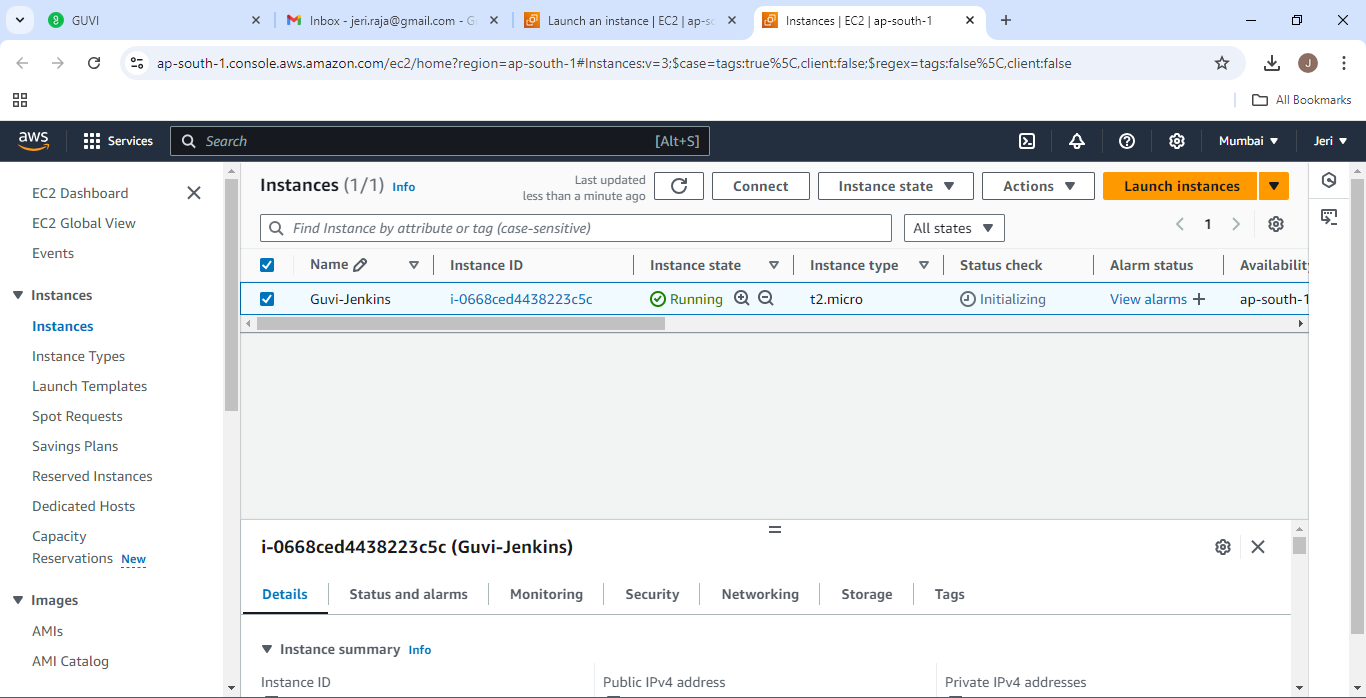 GUVI
Inbox - jeri.raja@gmail.com - G
Launch an instance | EC2 | ap-so
Instances | EC2 | ap-south-1
ap-south-1.console.aws.amazon.com/ec2/home?region=ap-south-1#Instances:v=3;$case=tags:true%5C,client:false;$regex=tags:false%5C,client:false
J
All Bookmarks
aws
Services
Search
[Alt+S]
Mumbai
Jeri
EC2 Dashboard
EC2 Global View
Events
Instances
Instances
Instance Types
Launch Templates
Spot Requests
Savings Plans
Reserved Instances
Dedicated Hosts
Capacity
Reservations New
Images
AMIs
AMI Catalog
Instances (1/1) Info
Last updated
less than a minute ago
Connect
Instance state
Actions
Launch instances
Find Instance by attribute or tag (case-sensitive)
All states
1
Name Instance ID Instance state Instance type Status check Alarm status Availability
Guvi-Jenkins i-0668ced4438223c5c Running t2.micro Initializing View alarms ap-south-1
i-0668ced4438223c5c (Guvi-Jenkins)
Details Status and alarms Monitoring Security Networking Storage Tags
Instance summary Info
Instance ID Public IPv4 address Private IPv4 addresses